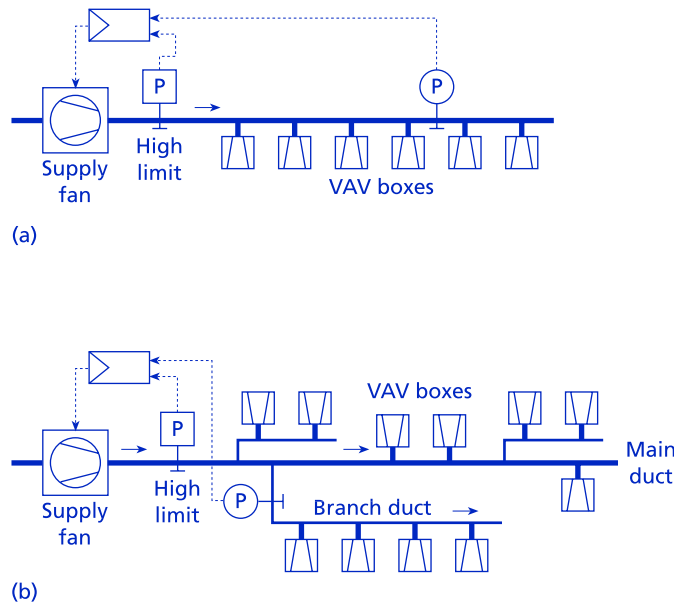 P
P
High
limit
Supply
fan
VAV boxes
(a)
VAV boxes
P
Main
duct
High
limit
P
Branch duct
Supply
fan
(b)